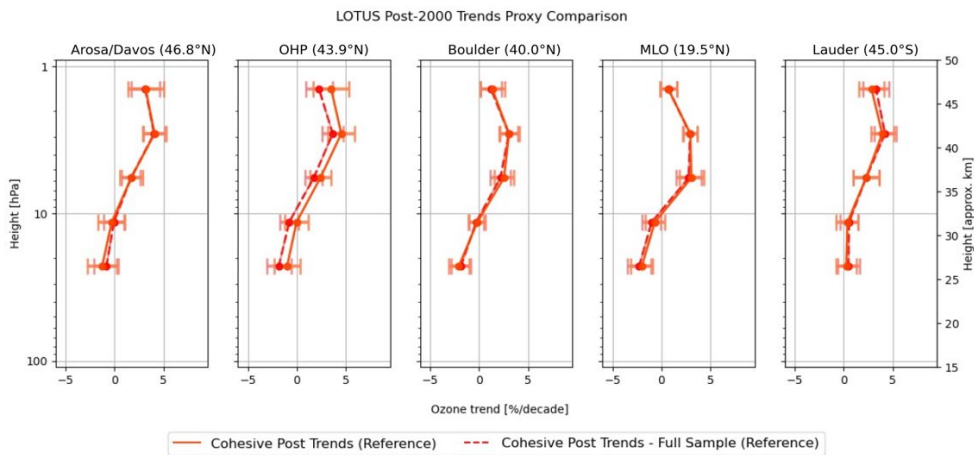 LOTUS Post-2000 Trends Proxy Comparison
Arosa/Davos (46.8°N) OHP (43.9°N) Boulder (40.0°N) MLO (19.5°N) Lauder (45.0°S)
1 50
45
40
35
10
30
25
20
100
15
Height [hPa]
Height [approx. km]
−5 0 5 −5 0 5 −5 0 5 −5 0 5 −5 0 5
Ozone trend [%/decade]
Cohesive Post Trends (Reference) Cohesive Post Trends - Full Sample (Reference)